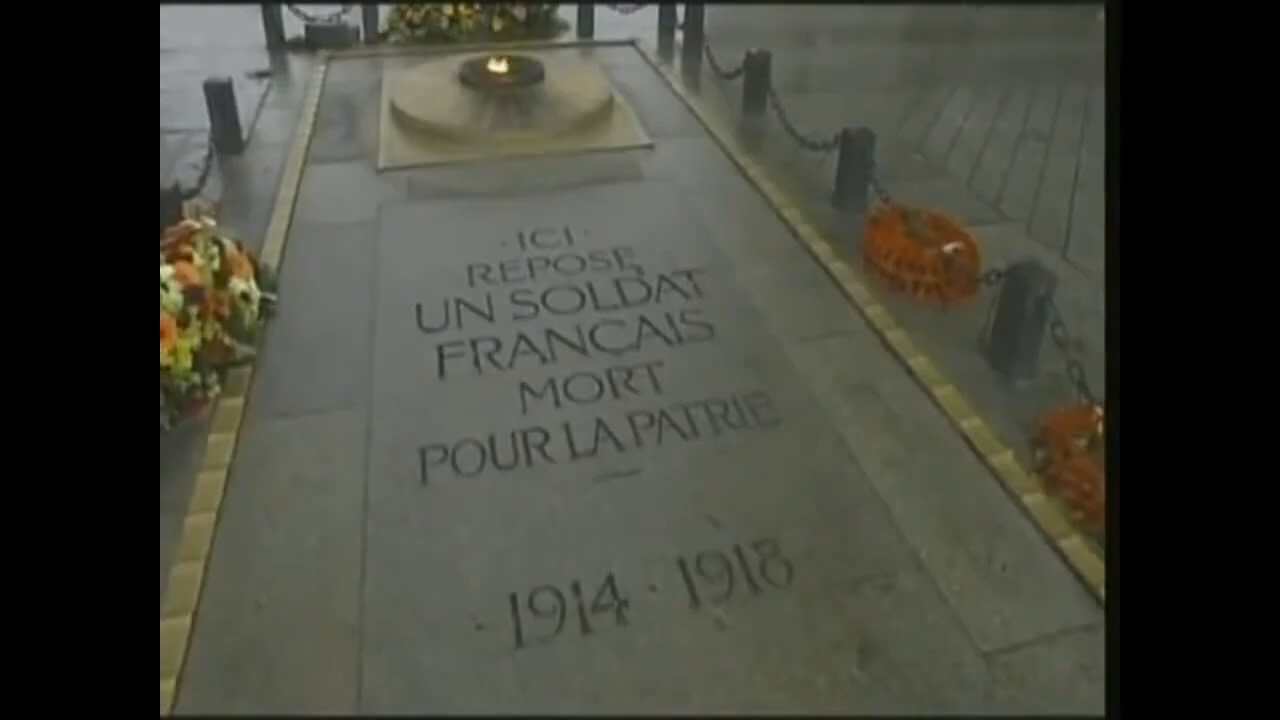 · ICI ·
REPOSE
UN SOLDAT
FRANÇAIS
MORT
POUR LA PATRIE
· 1914 · 1918